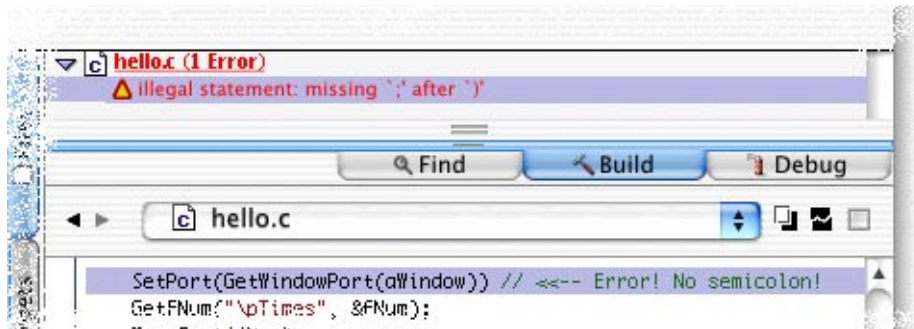 hello.c (1 Error)
illegal statement: missing `;' after `)'
Find
Build
Debug
hello.c
SetPort(GetWindowPort(aWindow)) // <<-- Error! No semicolon!
GetFNum("\pTimes", &fNum);